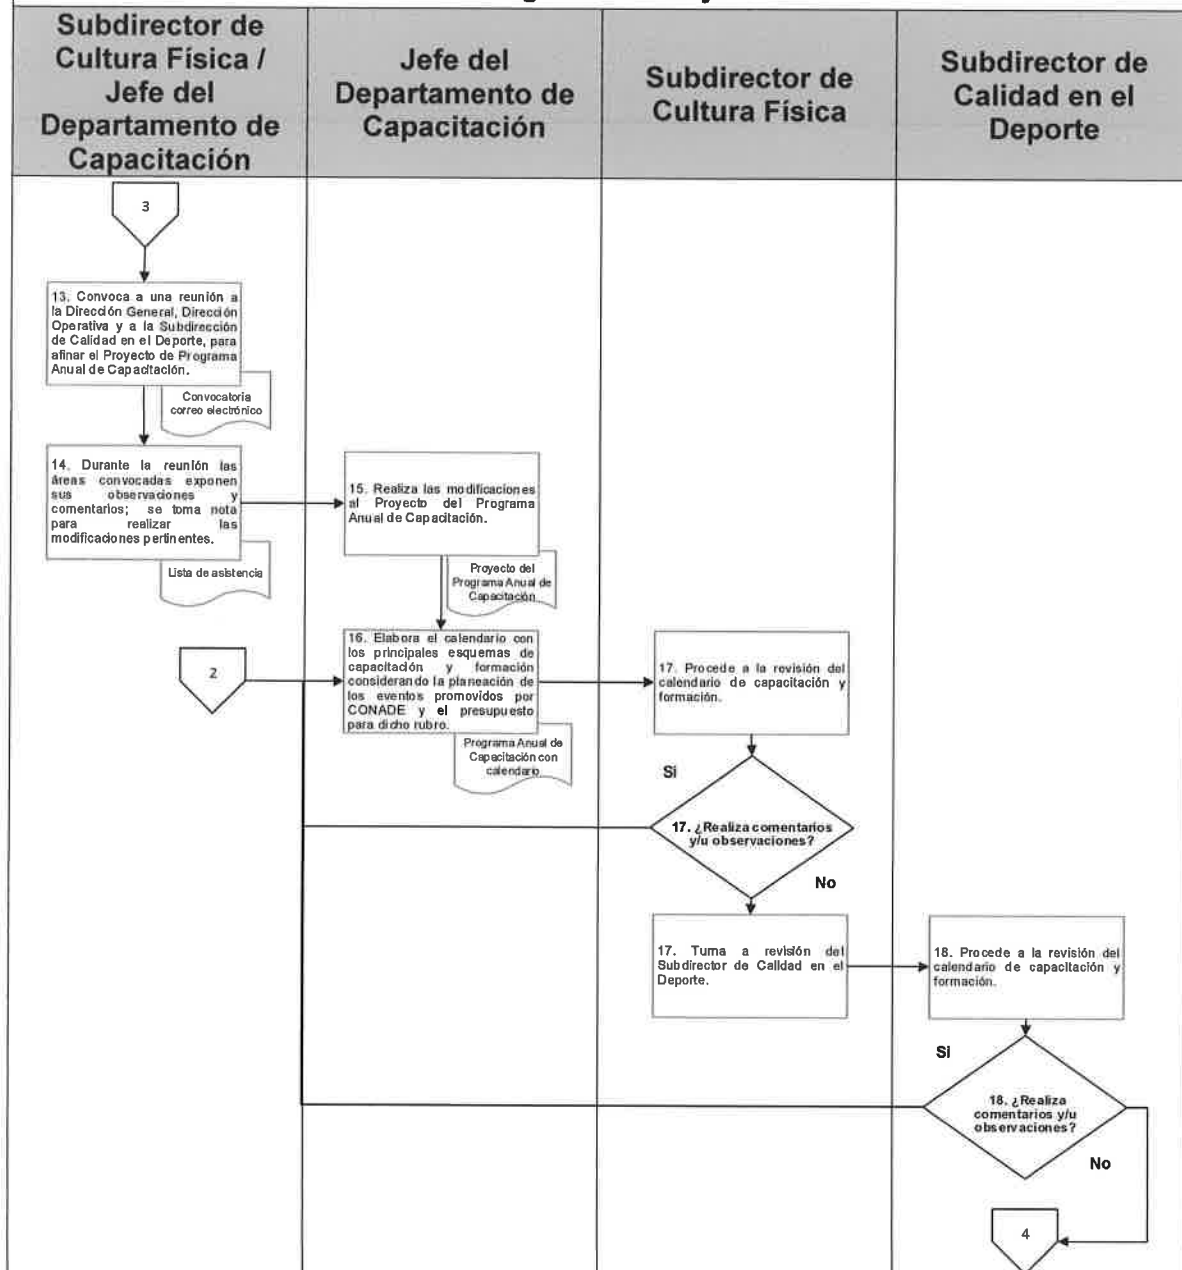 Subdirector de
Cultura Física /
Jefe del
Departamento de
Capacitación
Jefe del
Departamento de
Capacitación
Subdirector de
Cultura Física
Subdirector de
Calidad en el
Deporte
3
13. Convoca a una reunión a
la Dirección General, Dirección
Operativa y a la Subdirección
de Calidad en el Deporte, para
afinar el Proyecto de Programa
Anual de Capacitación.
Convocatoria
correo electrónico
14. Durante la reunión las
áreas convocadas exponen
sus observaciones y
comentarios; se toma nota
para realizar las
modificaciones pertinentes.
Lista de asistencia
15. Realiza las modificaciones
al Proyecto del Programa
Anual de Capacitación.
Proyecto del
Programa Anual de
Capacitación
2
16. Elabora el calendario con
los principales esquemas de
capacitación y formación
considerando la planeación de
los eventos promovidos por
CONADE y el presupuesto
para dicho rubro.
Programa Anual de
Capacitación con
calendario
17. Procede a la revisión del
calendario de capacitación y
formación.
Si
17. ¿Realiza comentarios
y/u observaciones?
No
17. Turna a revisión del
Subdirector de Calidad en el
Deporte.
18. Procede a la revisión del
calendario de capacitación y
formación.
Si
18. ¿Realiza
comentarios y/u
observaciones?
No
4